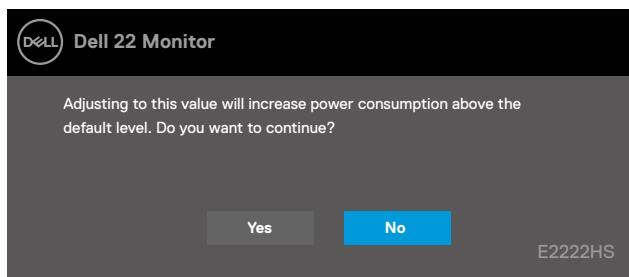 DELL Dell 22 Monitor
Adjusting to this value will increase power consumption above the
default level. Do you want to continue?
Yes No
E2222HS